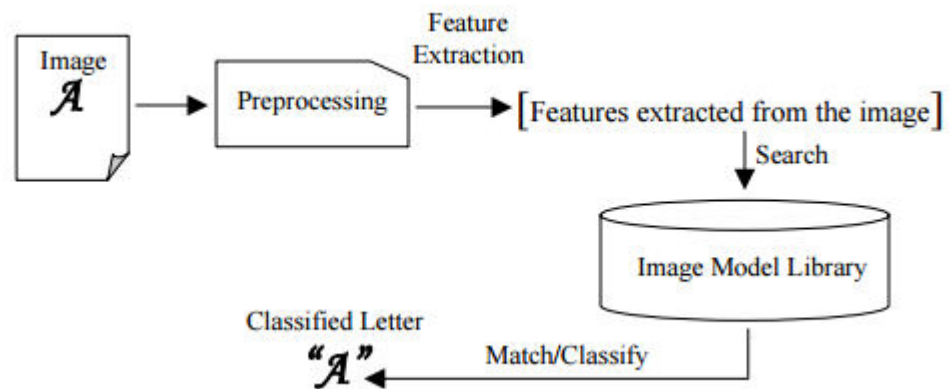 Image
A
Preprocessing
Feature
Extraction
[Features extracted from the image]
Search
Image Model Library
Match/Classify
Classified Letter
“A”